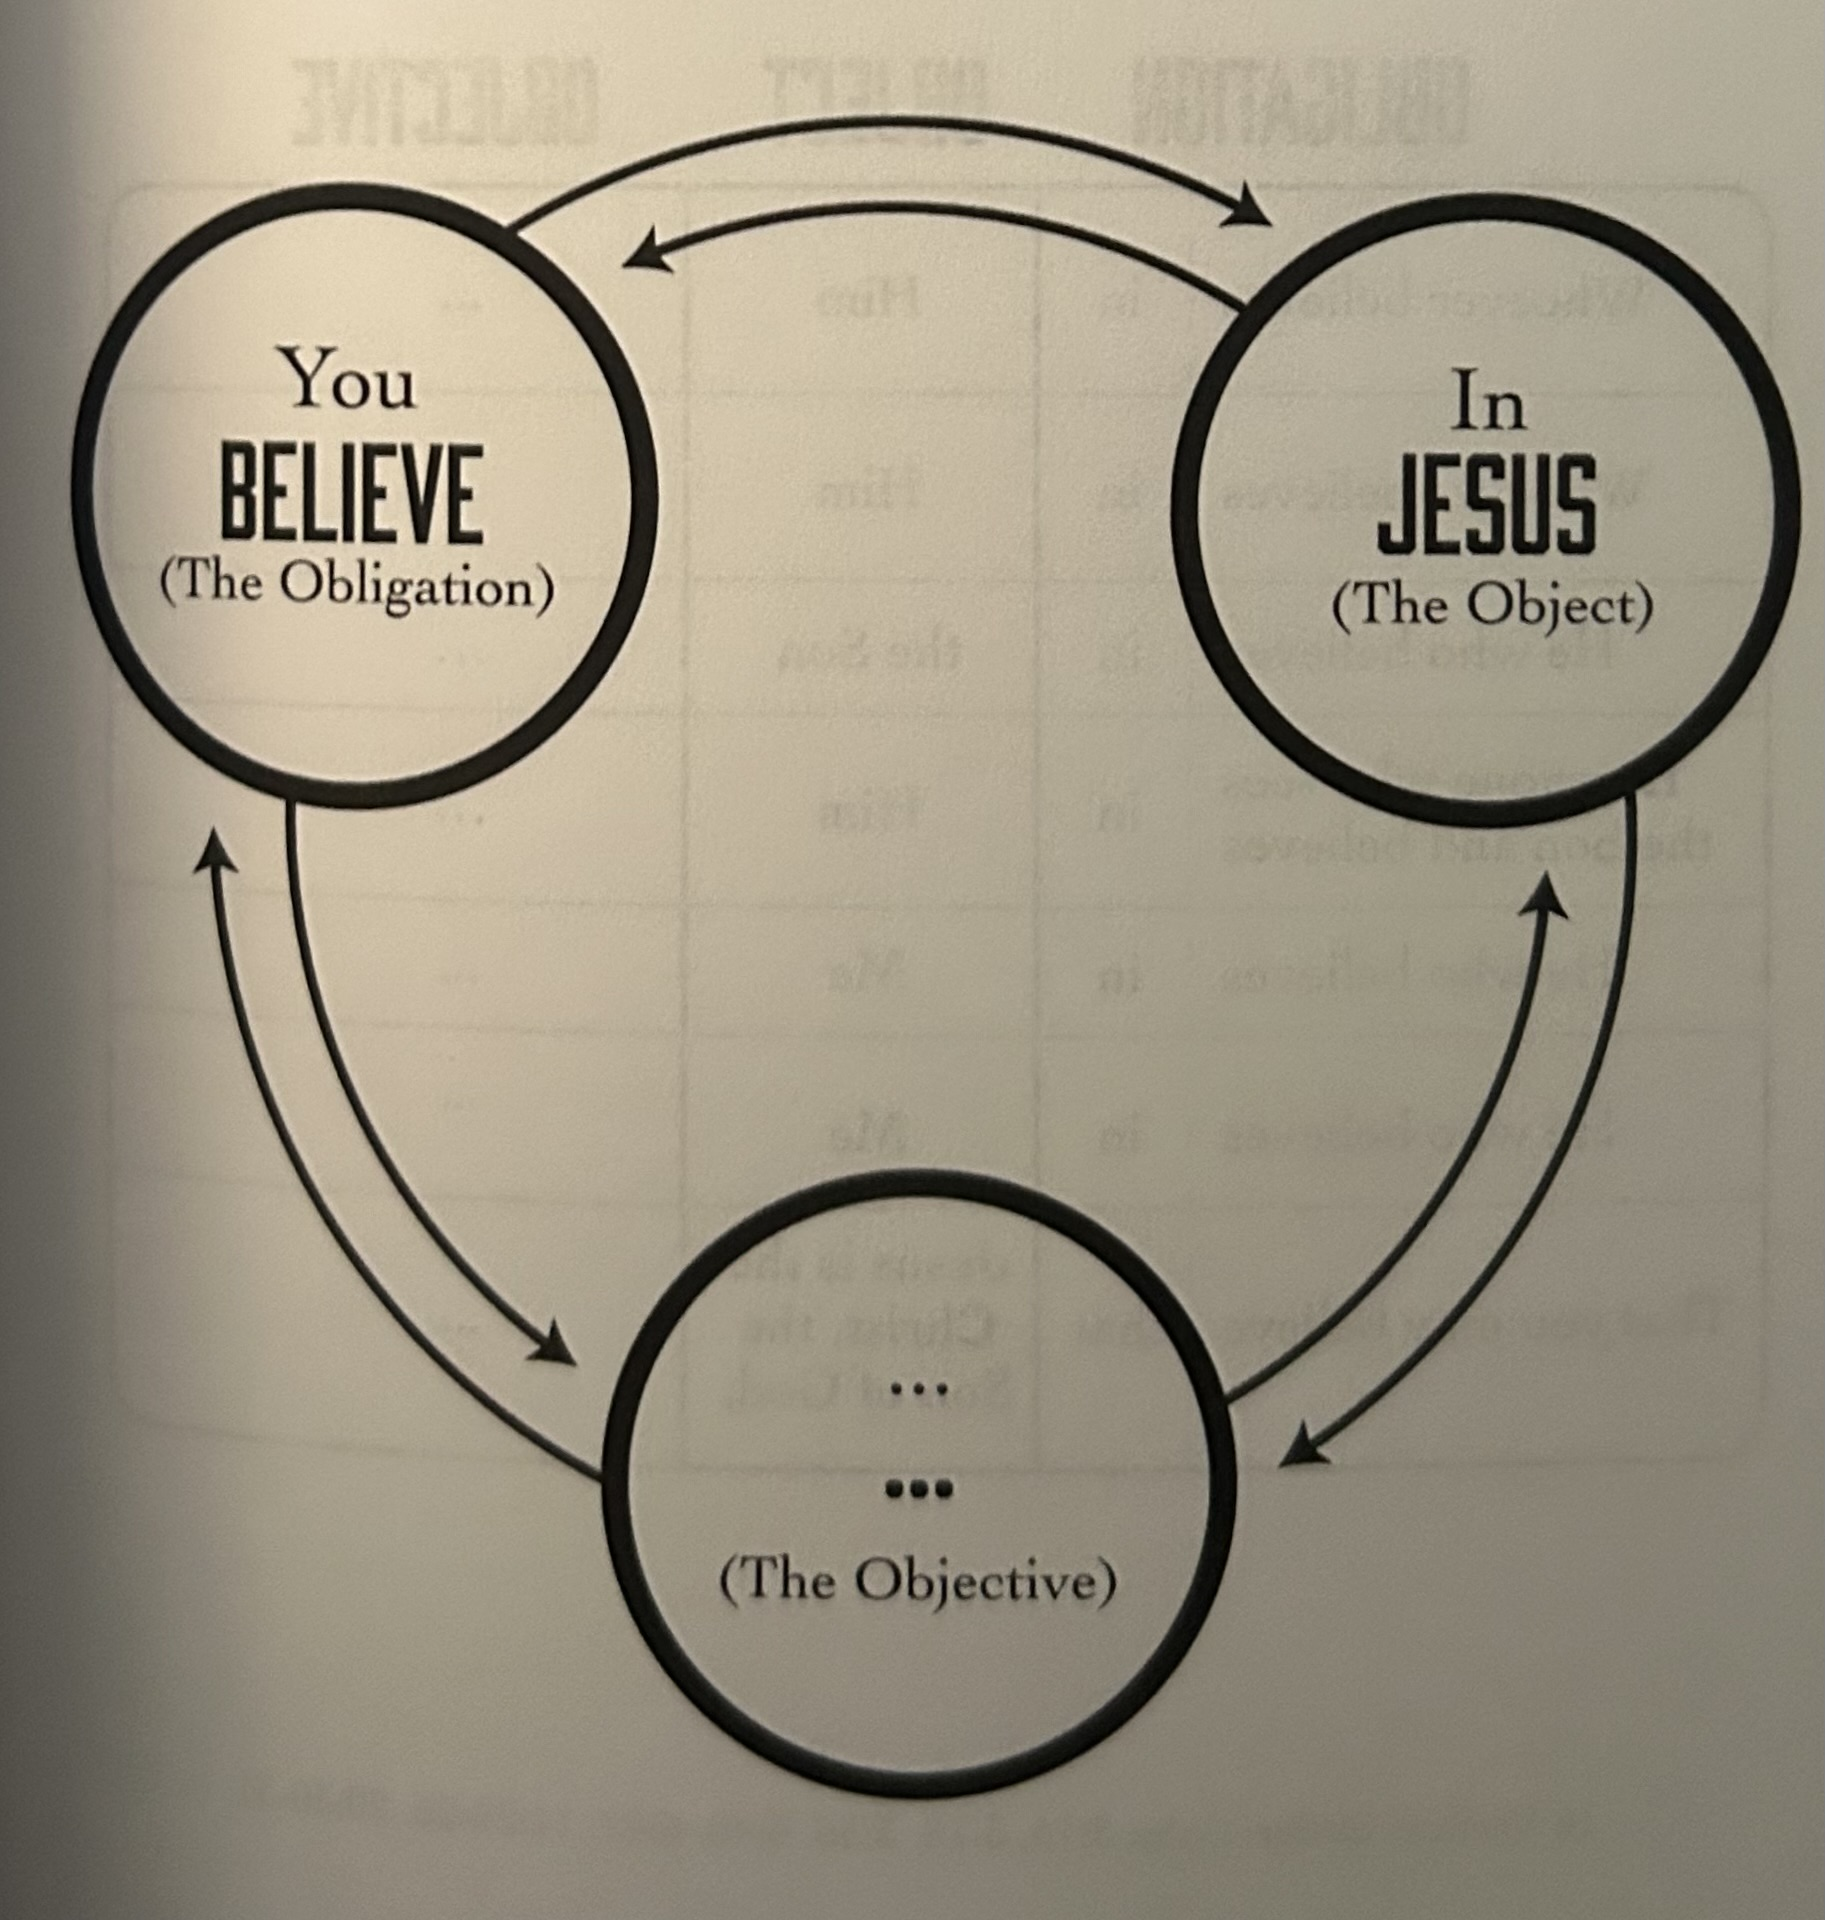 You
BELIEVE
(The Obligation)
In
JESUS
(The Object)
...
...
(The Objective)